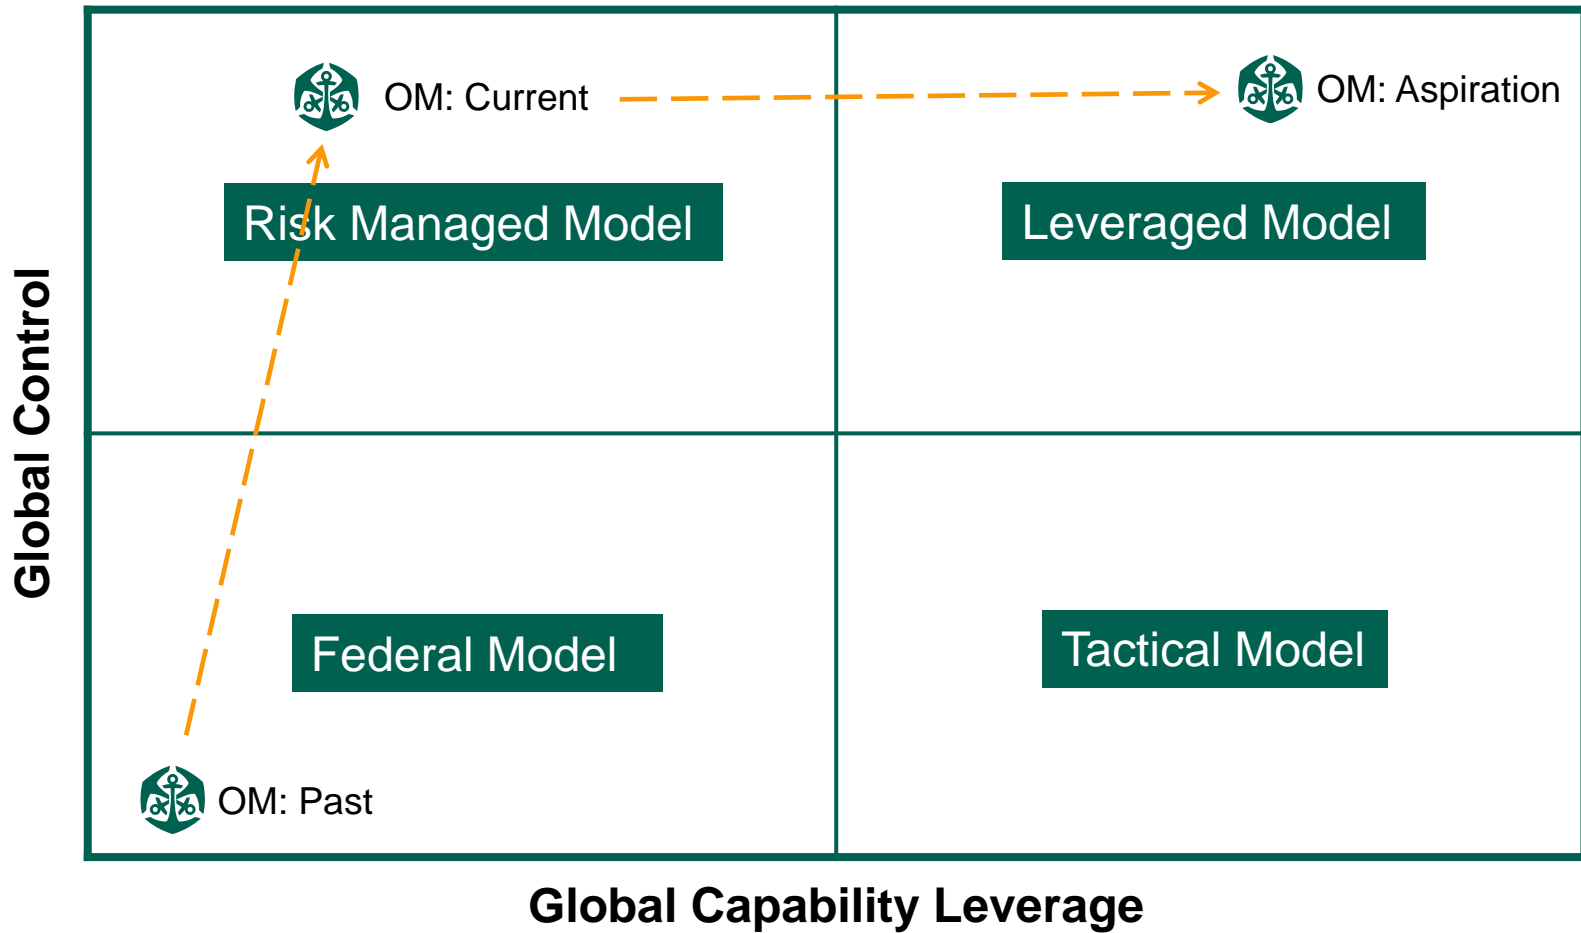 OM: Current
OM: Aspiration
Risk Managed Model
Leveraged Model
Global Control
Federal Model
Tactical Model
OM: Past
Global Capability Leverage